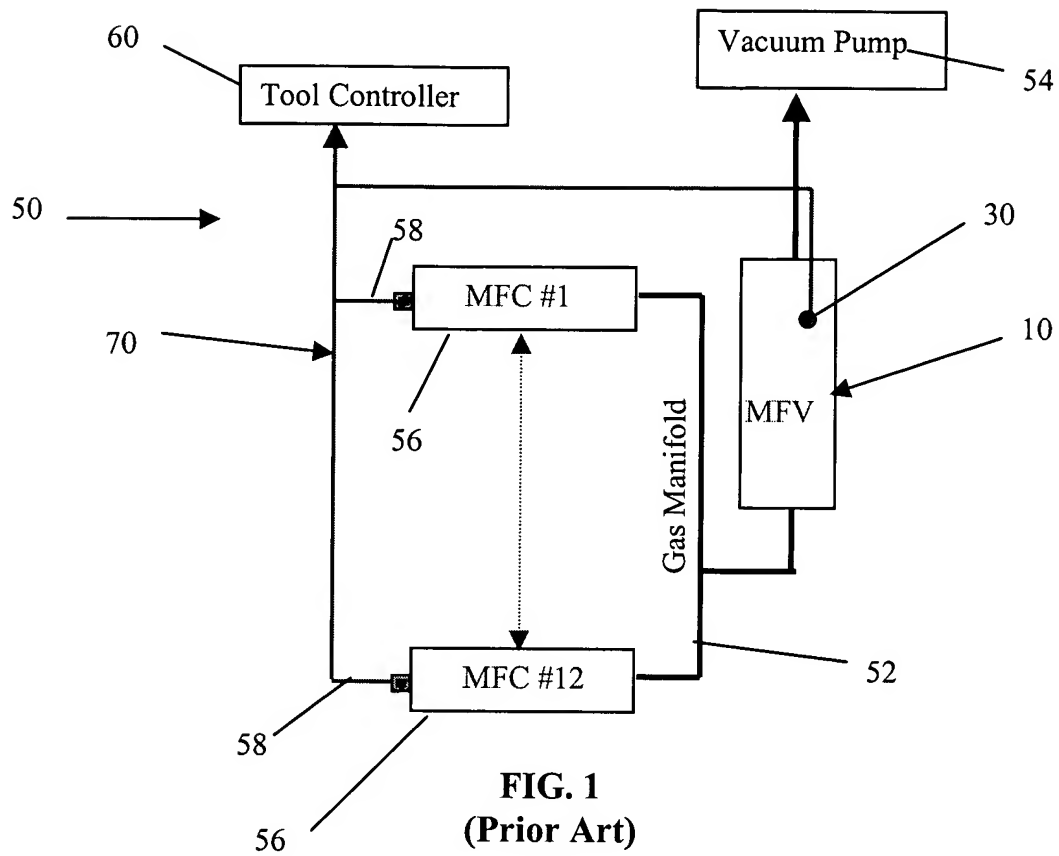 60
Vacuum Pump
54
Tool Controller
50
58
30
MFC #1
70
10
56
MFV
Gas Manifold
MFC #12
52
58
FIG. 1
(Prior Art)
56